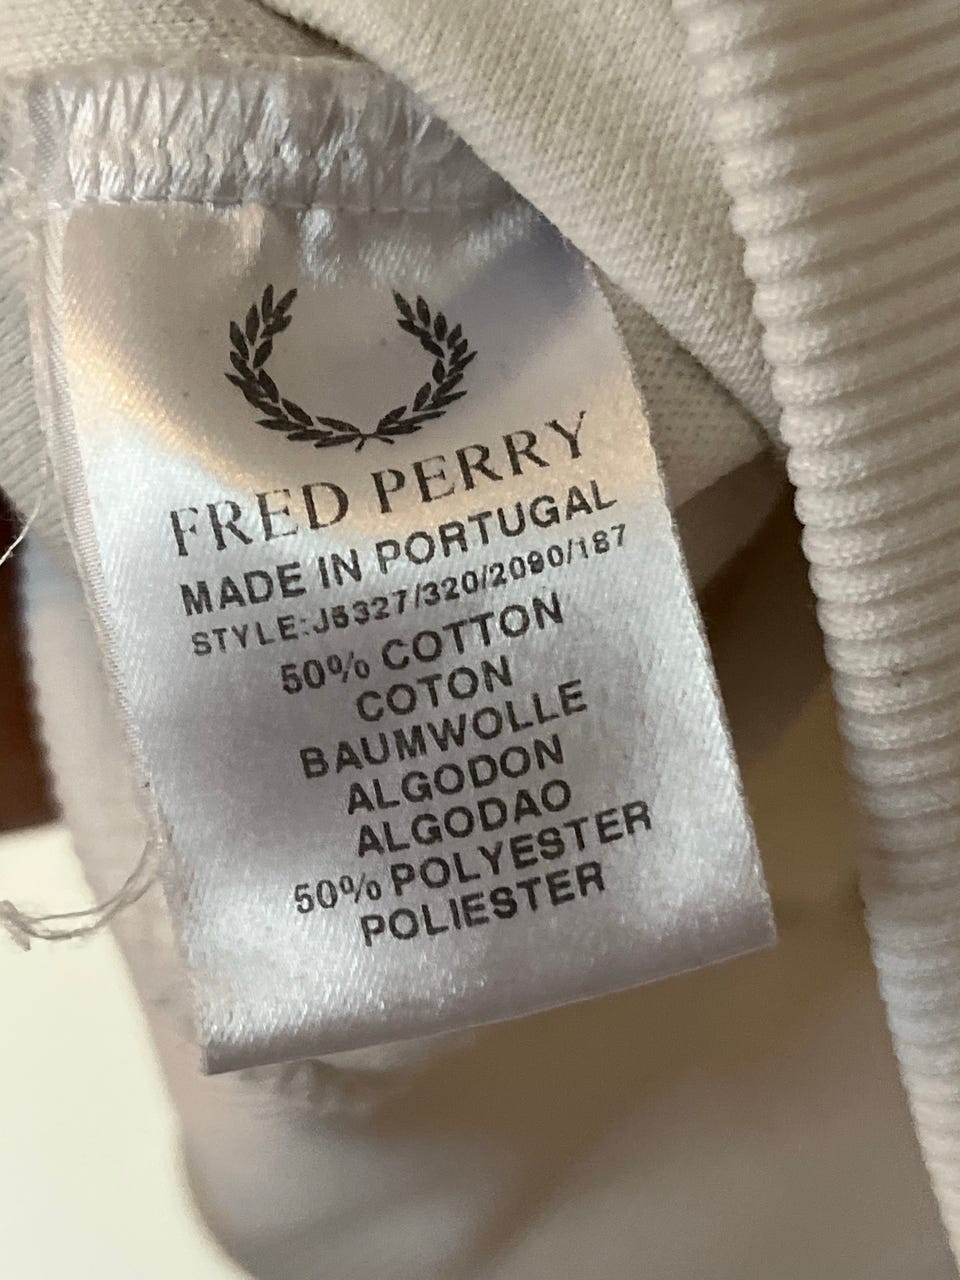 FRED PERRY
MADE IN PORTUGAL
STYLE:J5327/320/2090/187
50% COTTON
COTON
BAUMWOLLE
ALGODON
ALGODAO
50% POLYESTER
POLIESTER